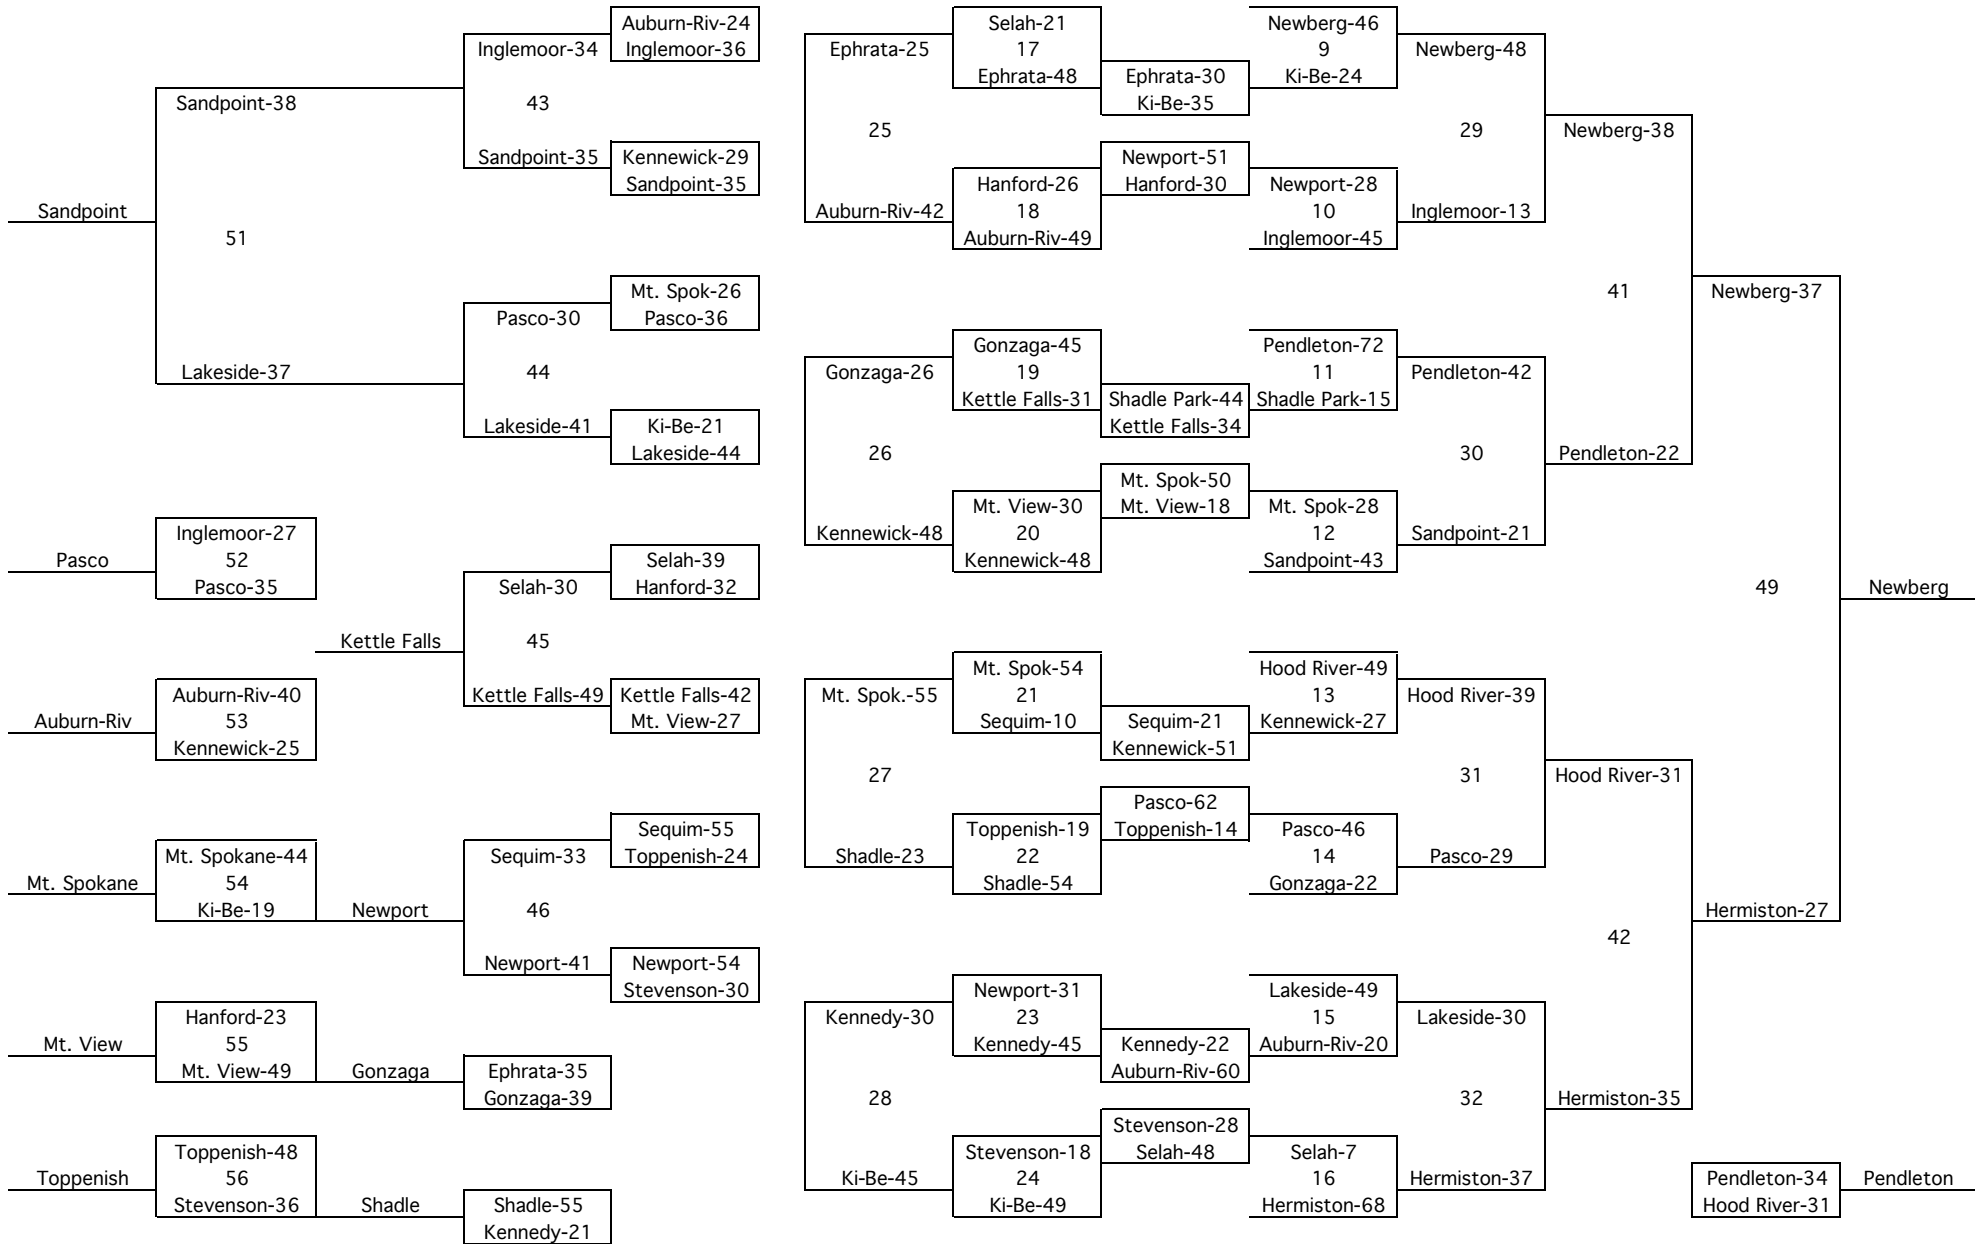 Auburn-Riv-24
Inglemoor-36
Inglemoor-34
43
Sandpoint-35
Kennewick-29
Sandpoint-35
Sandpoint-38
Sandpoint
51
Mt. Spok-26
Pasco-36
Pasco-30
44
Lakeside-41
Ki-Be-21
Lakeside-44
Lakeside-37
Inglemoor-27
52
Pasco-35
Pasco
Selah-39
Hanford-32
Selah-30
45
Kettle Falls-49
Kettle Falls-42
Mt. View-27
Kettle Falls
Auburn-Riv-40
53
Kennewick-25
Auburn-Riv
Sequim-55
Toppenish-24
Sequim-33
46
Newport-41
Newport-54
Stevenson-30
Newport
Mt. Spokane-44
54
Ki-Be-19
Mt. Spokane
Hanford-23
55
Mt. View-49
Mt. View
Gonzaga
Ephrata-35
Gonzaga-39
Toppenish-48
56
Stevenson-36
Toppenish
Shadle
Shadle-55
Kennedy-21
Ephrata-25
25
Auburn-Riv-42
Selah-21
17
Ephrata-48
Hanford-26
18
Auburn-Riv-49
Ephrata-30
Ki-Be-35
Newport-51
Hanford-30
Newberg-46
9
Ki-Be-24
Newport-28
10
Inglemoor-45
Newberg-48
29
Inglemoor-13
Gonzaga-26
26
Kennewick-48
Gonzaga-45
19
Kettle Falls-31
Mt. View-30
20
Kennewick-48
Shadle Park-44
Kettle Falls-34
Mt. Spok-50
Mt. View-18
Pendleton-72
11
Shadle Park-15
Mt. Spok-28
12
Sandpoint-43
Pendleton-42
30
Sandpoint-21
Newberg-38
41
Pendleton-22
Mt. Spok.-55
27
Shadle-23
Mt. Spok-54
21
Sequim-10
Toppenish-19
22
Shadle-54
Sequim-21
Kennewick-51
Pasco-62
Toppenish-14
Hood River-49
13
Kennewick-27
Pasco-46
14
Gonzaga-22
Hood River-39
31
Pasco-29
Kennedy-30
28
Ki-Be-45
Newport-31
23
Kennedy-45
Stevenson-18
24
Ki-Be-49
Kennedy-22
Auburn-Riv-60
Stevenson-28
Selah-48
Lakeside-49
15
Auburn-Riv-20
Selah-7
16
Hermiston-68
Lakeside-30
32
Hermiston-37
Hood River-31
42
Hermiston-35
Newberg-37
49
Hermiston-27
Newberg
Pendleton-34
Hood River-31
Pendleton